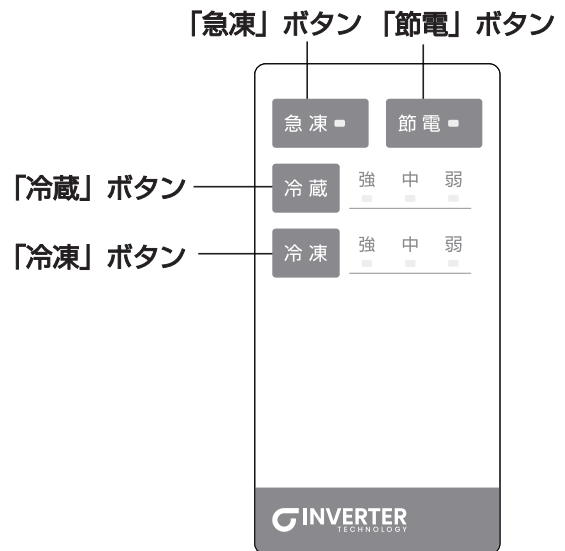 「急凍」ボタン 「節電」ボタン
急凍 節電
「冷蔵」ボタン 冷蔵 強 中 弱
「冷凍」ボタン 冷凍 強 中 弱
INVERTER
TECHNOLOGY